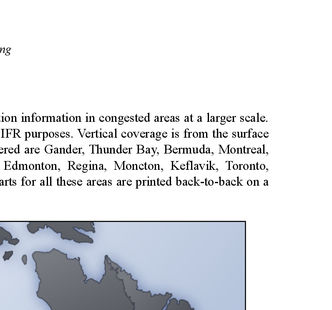 ng
ion information in congested areas at a larger scale.
IFR purposes. Vertical coverage is from the surface
ered are Gander, Thunder Bay, Bermuda, Montreal,
Edmonton, Regina, Moncton, Keflavik, Toronto,
arts for all these areas are printed back-to-back on a